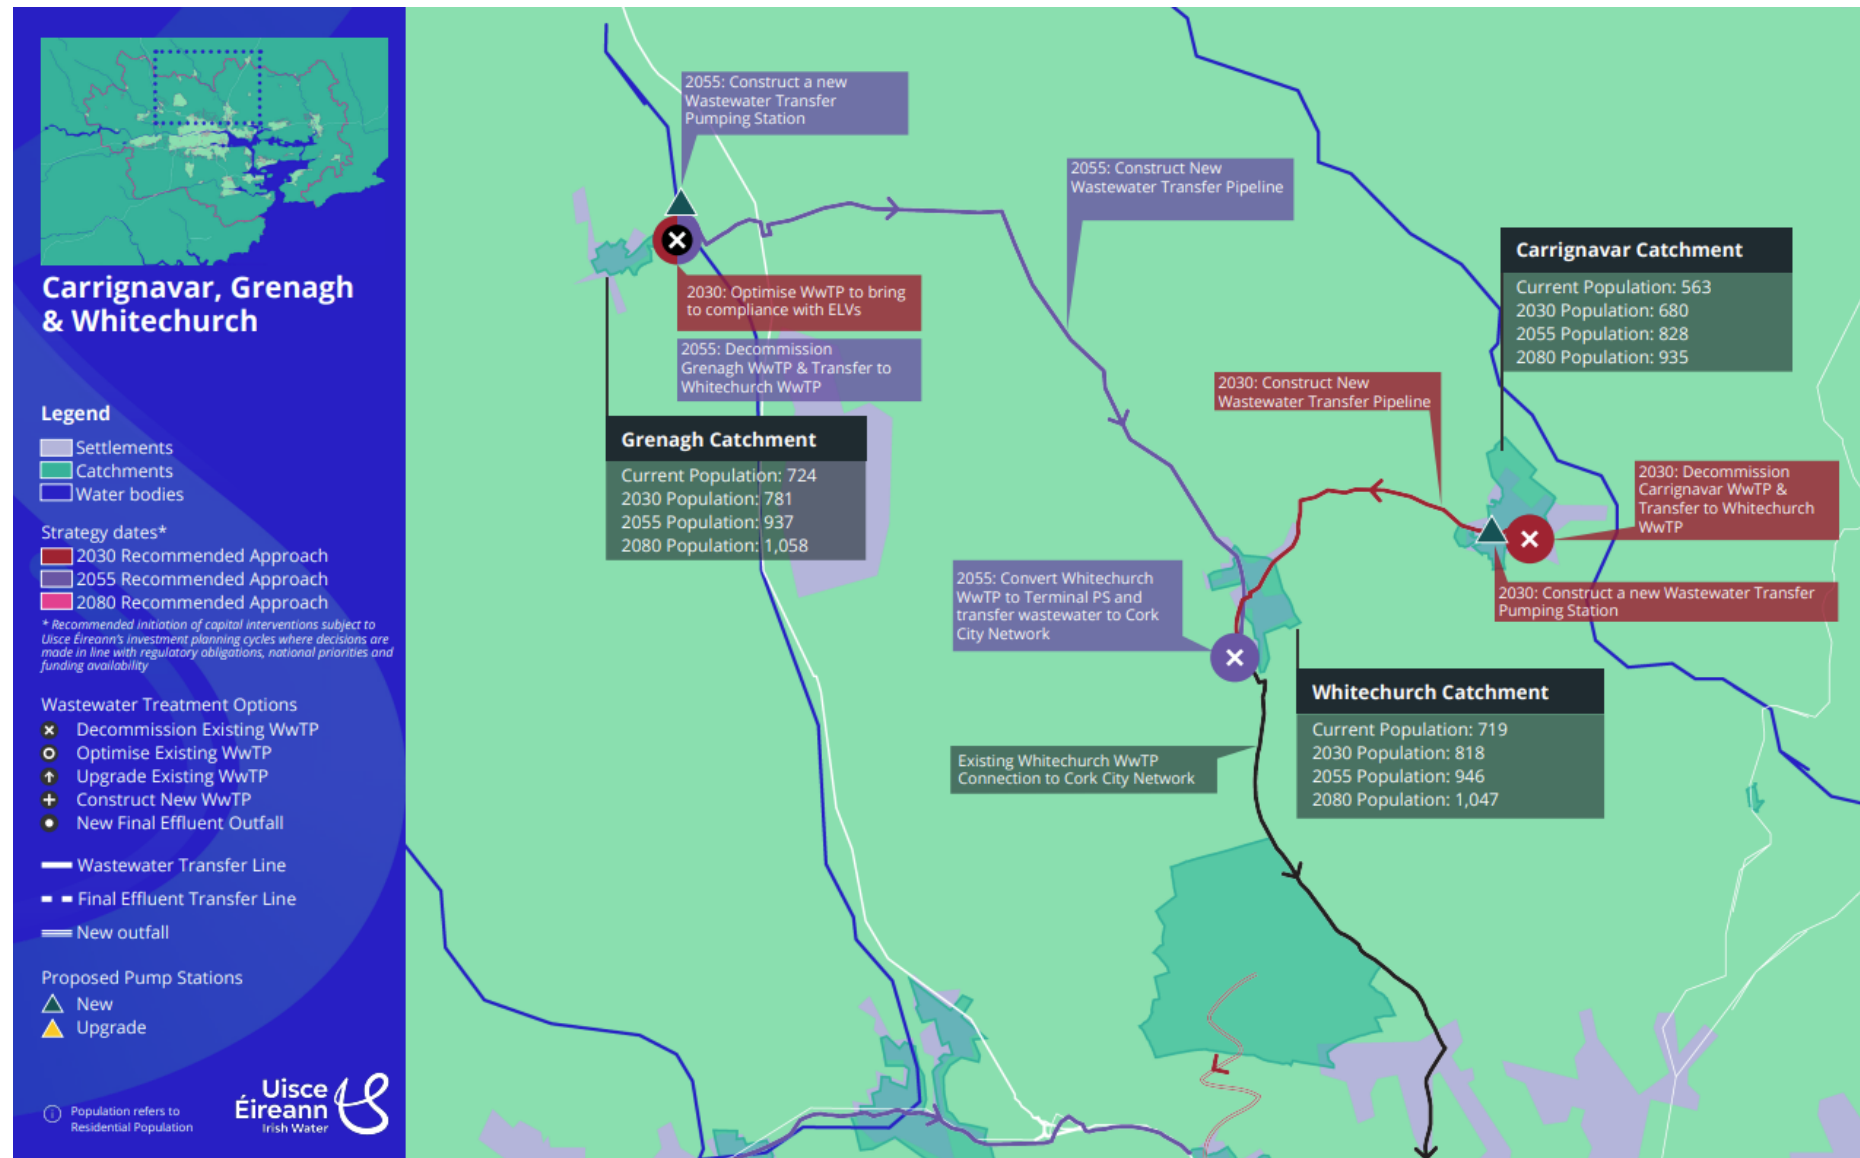 Carrignavar, Grenagh
& Whitechurch
Legend
Settlements
Catchments
Water bodies
Strategy dates*
2030 Recommended Approach
2055 Recommended Approach
2080 Recommended Approach
* Recommended initiation of capital interventions subject to
Uisce Éireann's investment planning cycles where decisions are
made in line with regulatory obligations, national priorities and
funding availability
Wastewater Treatment Options
Decommission Existing WwTP
Optimise Existing WwTP
Upgrade Existing WwTP
Construct New WwTP
New Final Effluent Outfall
Wastewater Transfer Line
Final Effluent Transfer Line
New outfall
Proposed Pump Stations
New
Upgrade
Population refers to
Residential Population
Uisce
Éireann
Irish Water
2055: Construct a new
Wastewater Transfer
Pumping Station
2055: Construct New
Wastewater Transfer Pipeline
2030: Optimise WwTP to bring
to compliance with ELVs
2055: Decommission
Grenagh WwTP & Transfer to
Whitechurch WwTP
Grenagh Catchment
Current Population: 724
2030 Population: 781
2055 Population: 937
2080 Population: 1,058
Carrignavar Catchment
Current Population: 563
2030 Population: 680
2055 Population: 828
2080 Population: 935
2030: Construct New
Wastewater Transfer Pipeline
2030: Decommission
Carrignavar WwTP &
Transfer to Whitechurch
WwTP
2030: Construct a new Wastewater Transfer
Pumping Station
2055: Convert Whitechurch
WwTP to Terminal PS and
transfer wastewater to Cork
City Network
Whitechurch Catchment
Current Population: 719
2030 Population: 818
2055 Population: 946
2080 Population: 1,047
Existing Whitechurch WwTP
Connection to Cork City Network